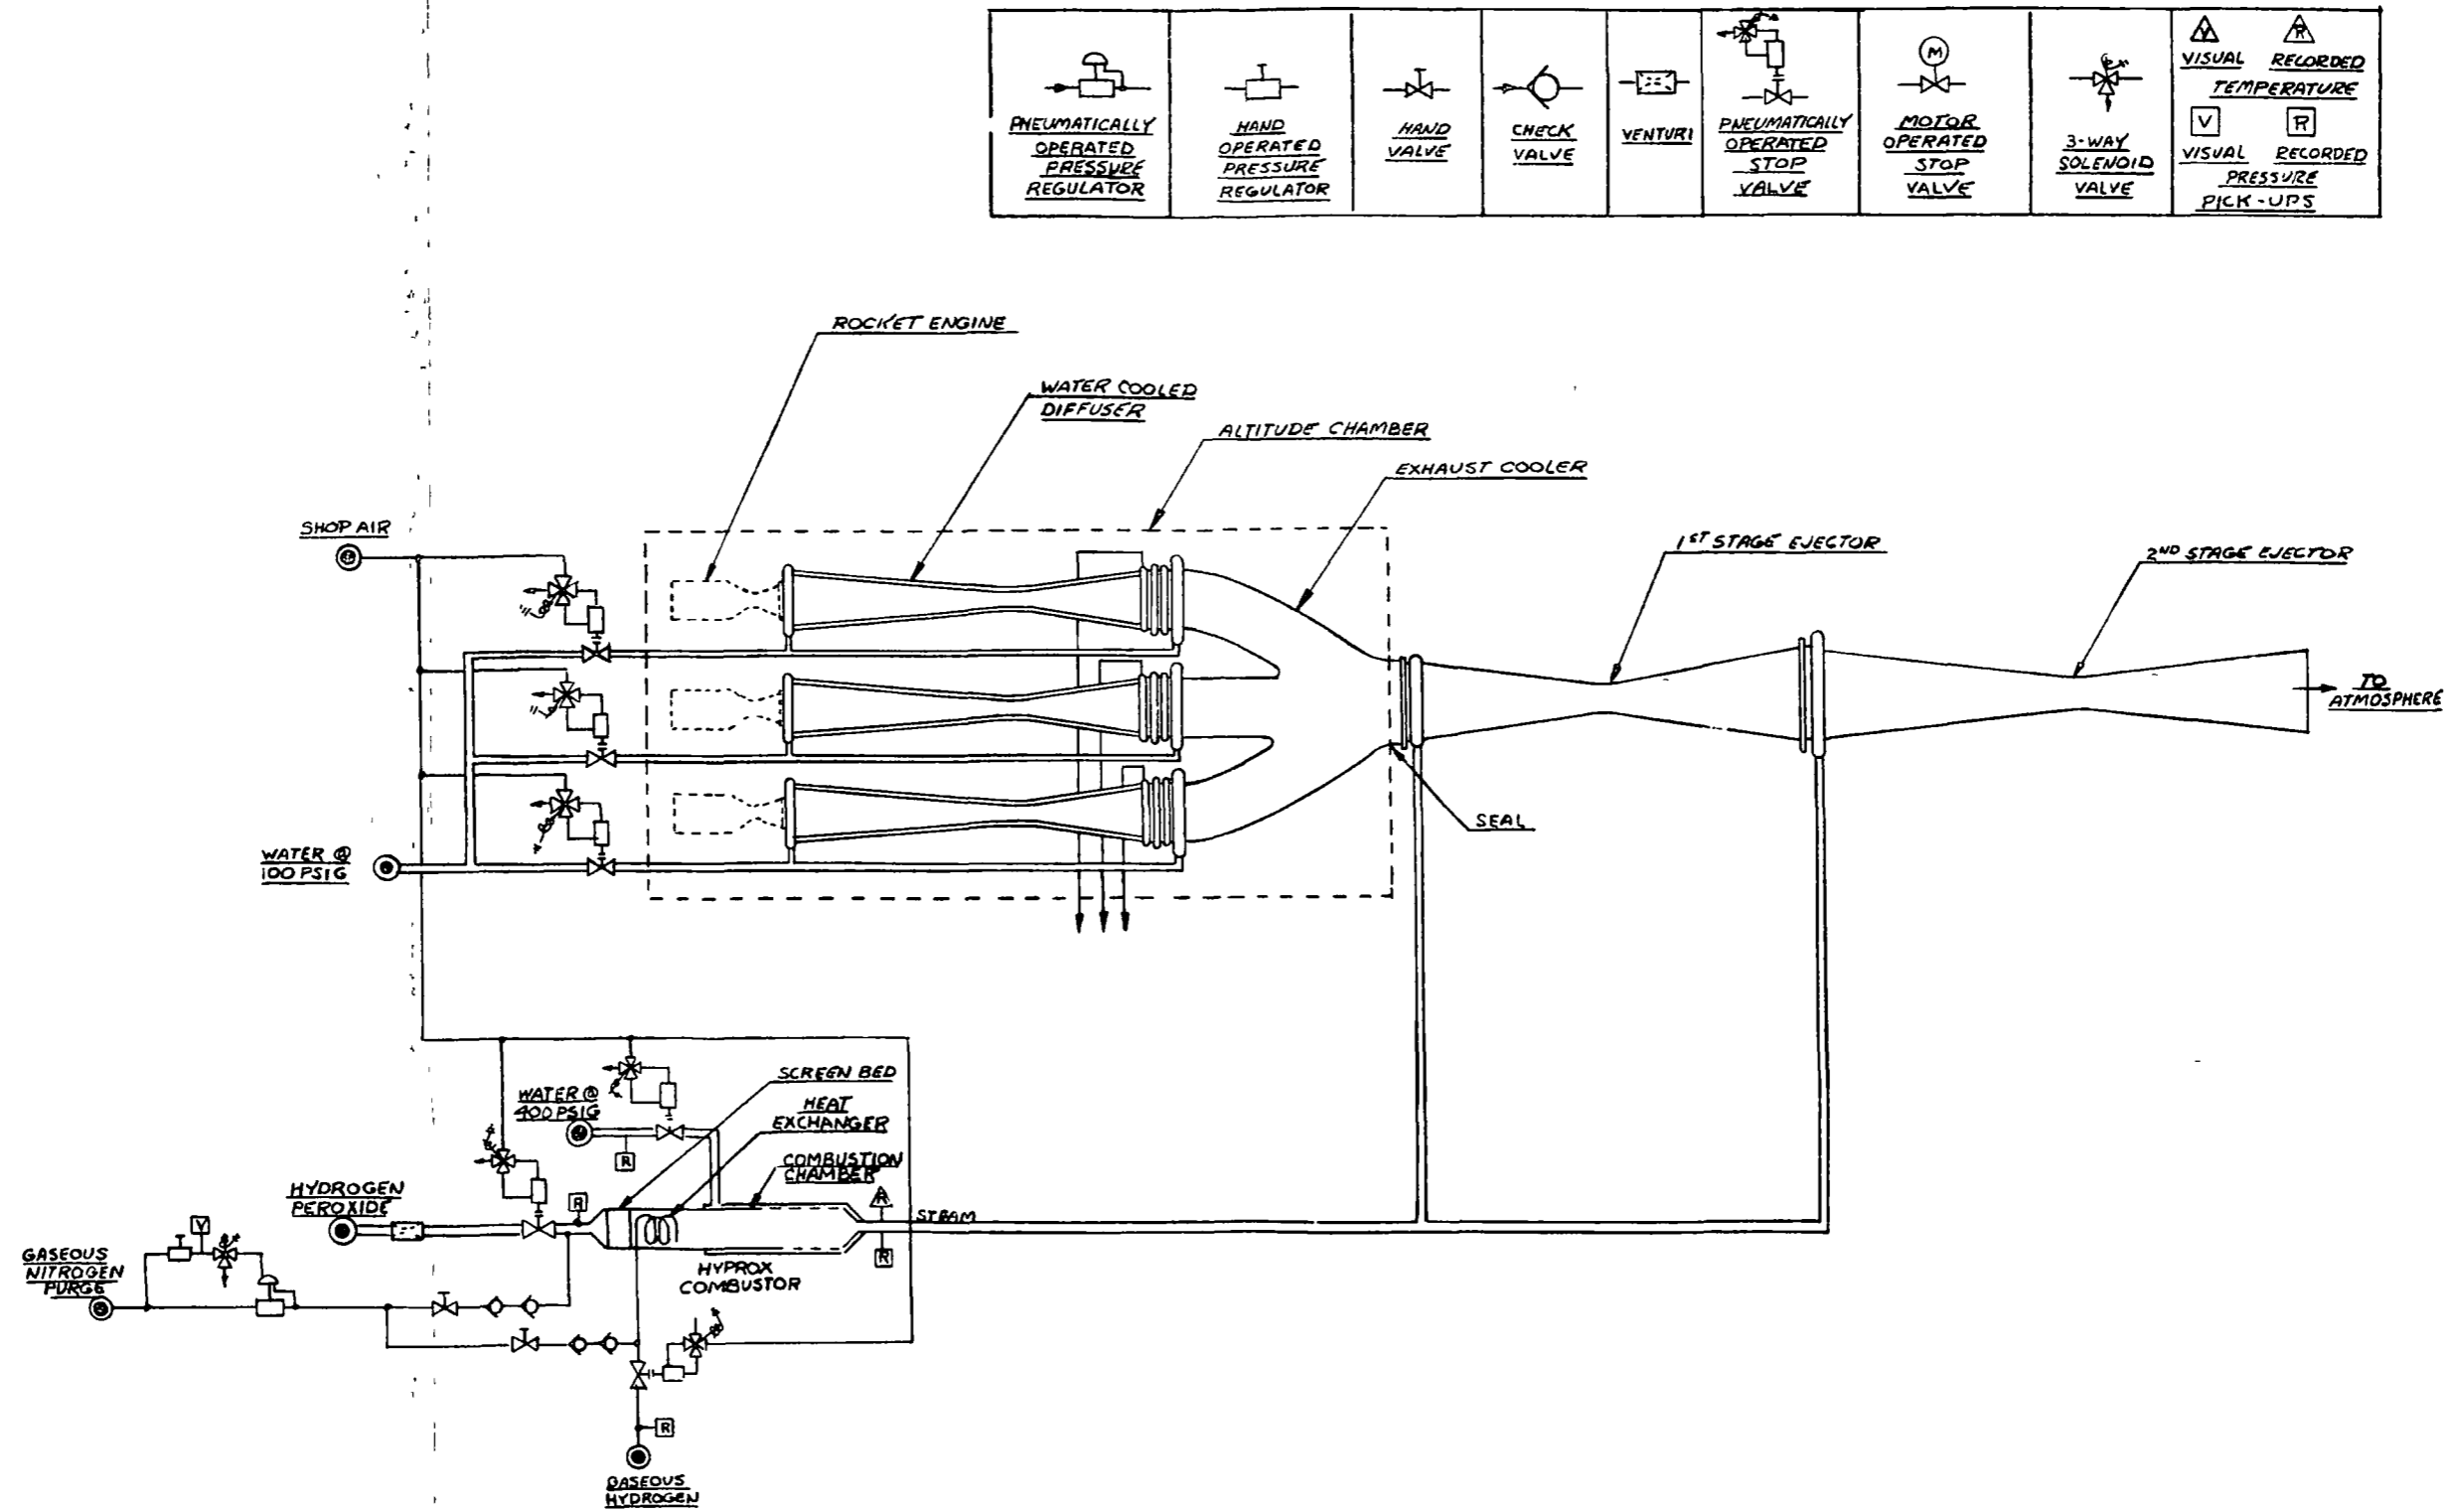 PNEUMATICALLY
OPERATED
PRESSURE
REGULATOR
HAND
OPERATED
PRESSURE
REGULATOR
HAND
VALVE
CHECK
VALVE
VENTURI
PNEUMATICALLY
OPERATED
STOP
VALVE
M
MOTOR
OPERATED
STOP
VALVE
3-WAY
SOLENOID
VALVE
V R
VISUAL RECORDED
TEMPERATURE
V R
VISUAL RECORDED
PRESSURE
PICK-UPS
ROCKET ENGINE
WATER COOLED
DIFFUSER
ALTITUDE CHAMBER
EXHAUST COOLER
SHOP AIR
1ST STAGE EJECTOR
2ND STAGE EJECTOR
TO
ATMOSPHERE
SEAL
WATER @
100 PSIG
SCREEN BED
WATER @
400 PSIG
HEAT
EXCHANGER
R
COMBUSTION
CHAMBER
HYDROGEN
PEROXIDE
R
R
STEAM
V
R
GASEOUS
NITROGEN
PURGE
HYPROX
COMBUSTOR
R
GASEOUS
HYDROGEN